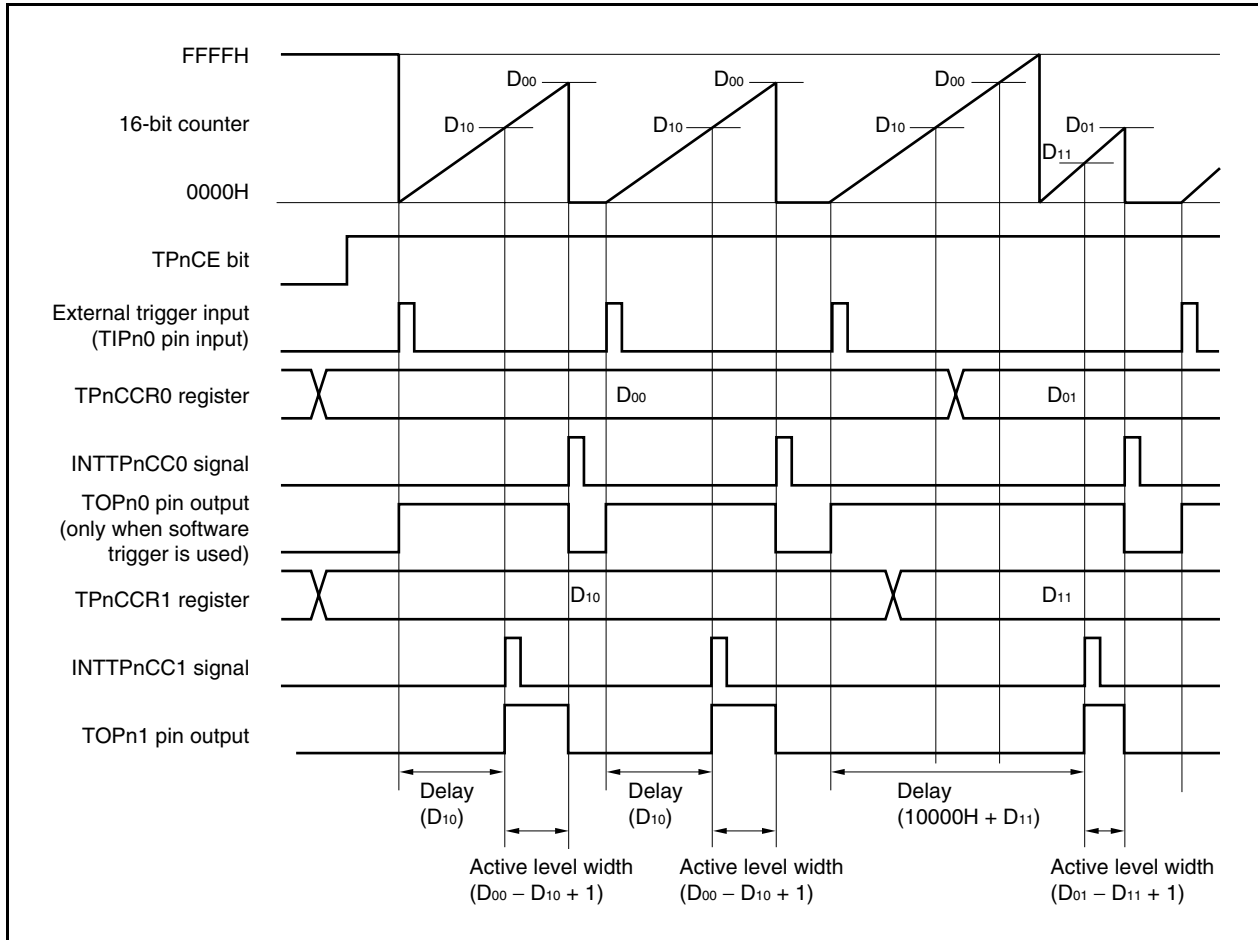 FFFFH
D00
D00
D00
16-bit counter
D10
D10
D10
D01
D11
0000H
TPnCE bit
External trigger input
(TIPn0 pin input)
TPnCCR0 register
D00
D01
INTTPnCC0 signal
TOPn0 pin output
(only when software
trigger is used)
TPnCCR1 register
D10
D11
INTTPnCC1 signal
TOPn1 pin output
Delay
(D10)
Delay
(D10)
Delay
(10000H + D11)
Active level width
(D00 − D10 + 1)
Active level width
(D00 − D10 + 1)
Active level width
(D01 − D11 + 1)